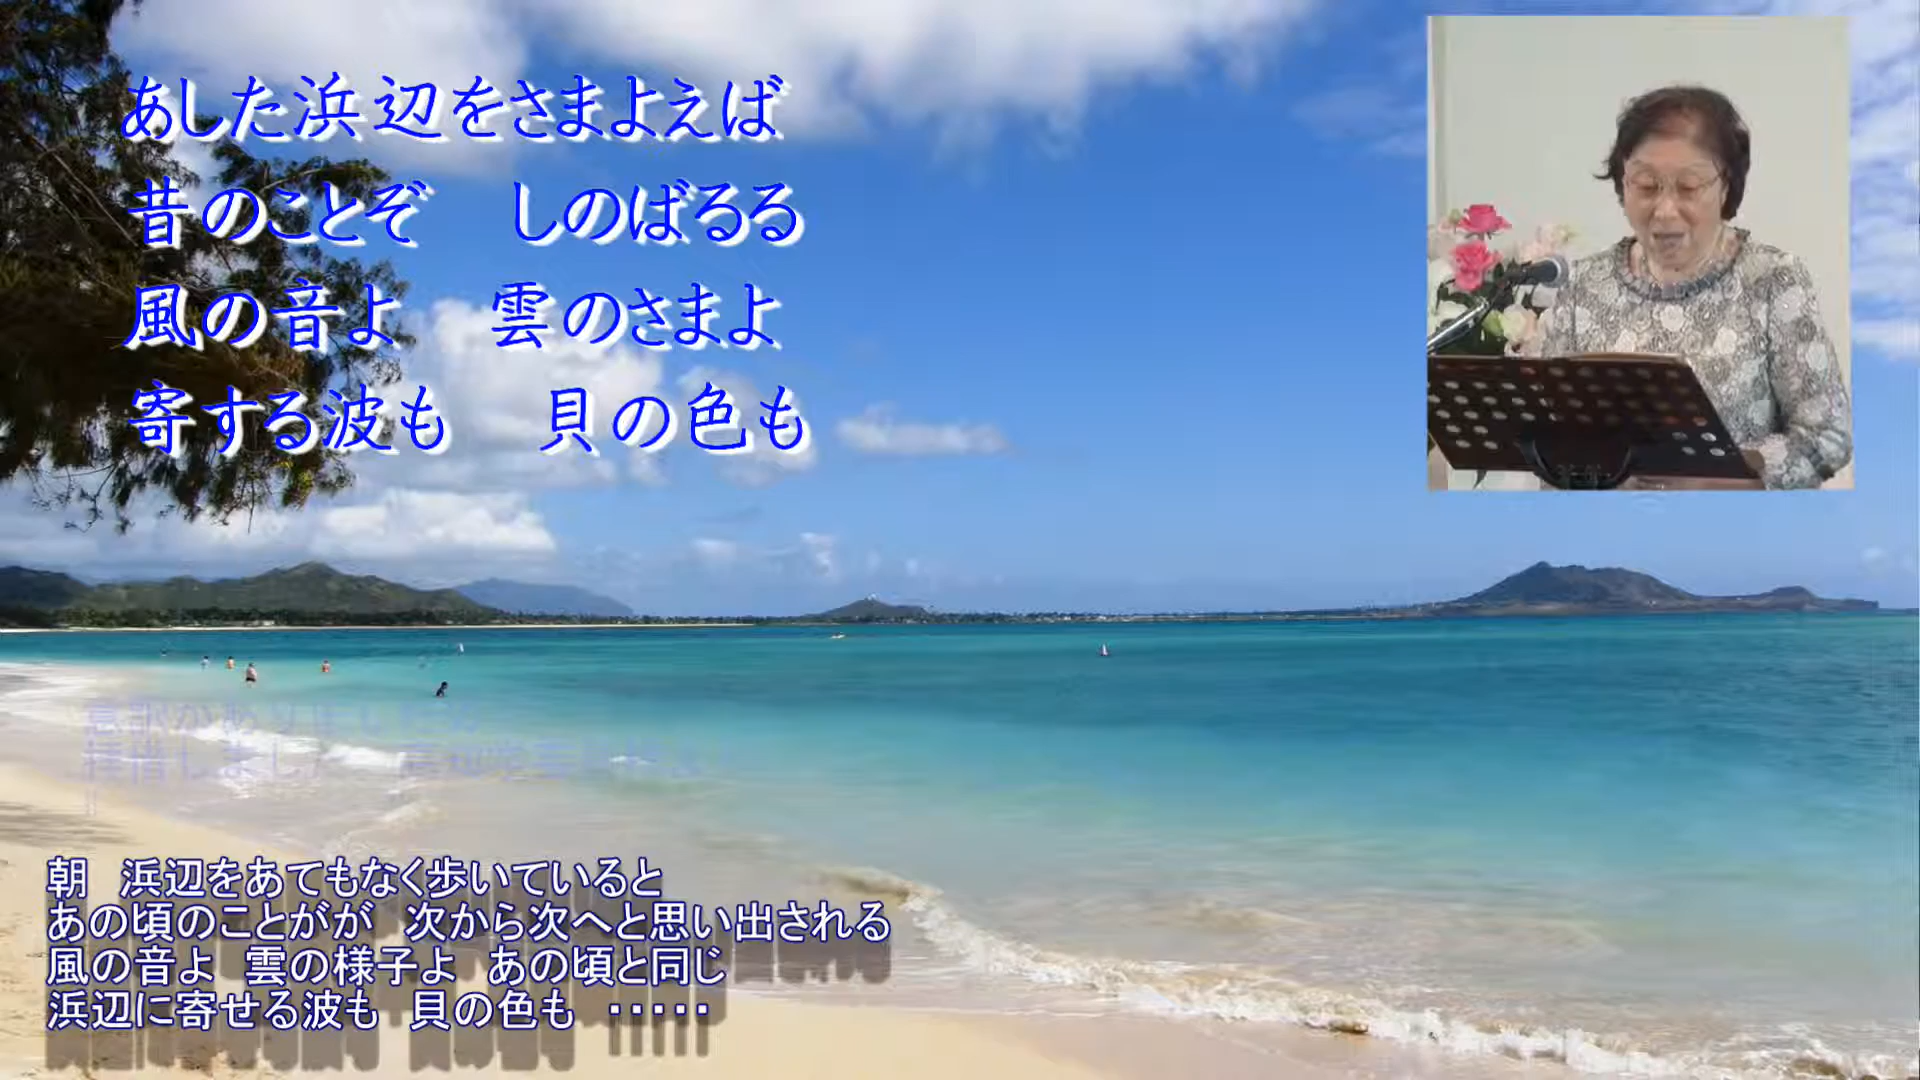 あした浜辺をさまよえば
昔のことぞ　しのばるる
風の音よ　雲のさまよ
寄する波も　貝の色も
朝　浜辺をあてもなく歩いていると
あの頃のことがが　次から次へと思い出される
風の音よ　雲の様子よ　あの頃と同じ
浜辺に寄せる波も　貝の色も　・・・・・